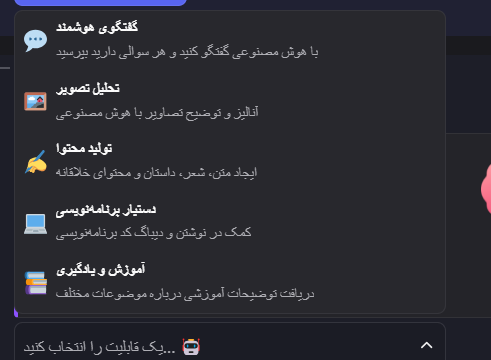 گفتگوی هوشمند
با هوش مصنوعی گفتگو کنید و هر سوالی دارید بپرسید
تحلیل تصویر
آنالیز و توضیح تصاویر با هوش مصنوعی
تولید محتوا
ایجاد متن، شعر، داستان و محتوای خلاقانه
دستیار برنامه‌نویسی
کمک در نوشتن و دیباگ کد برنامه‌نویسی
آموزش و یادگیری
دریافت توضیحات آموزشی درباره موضوعات مختلف
یک قابلیت را انتخاب کنید...